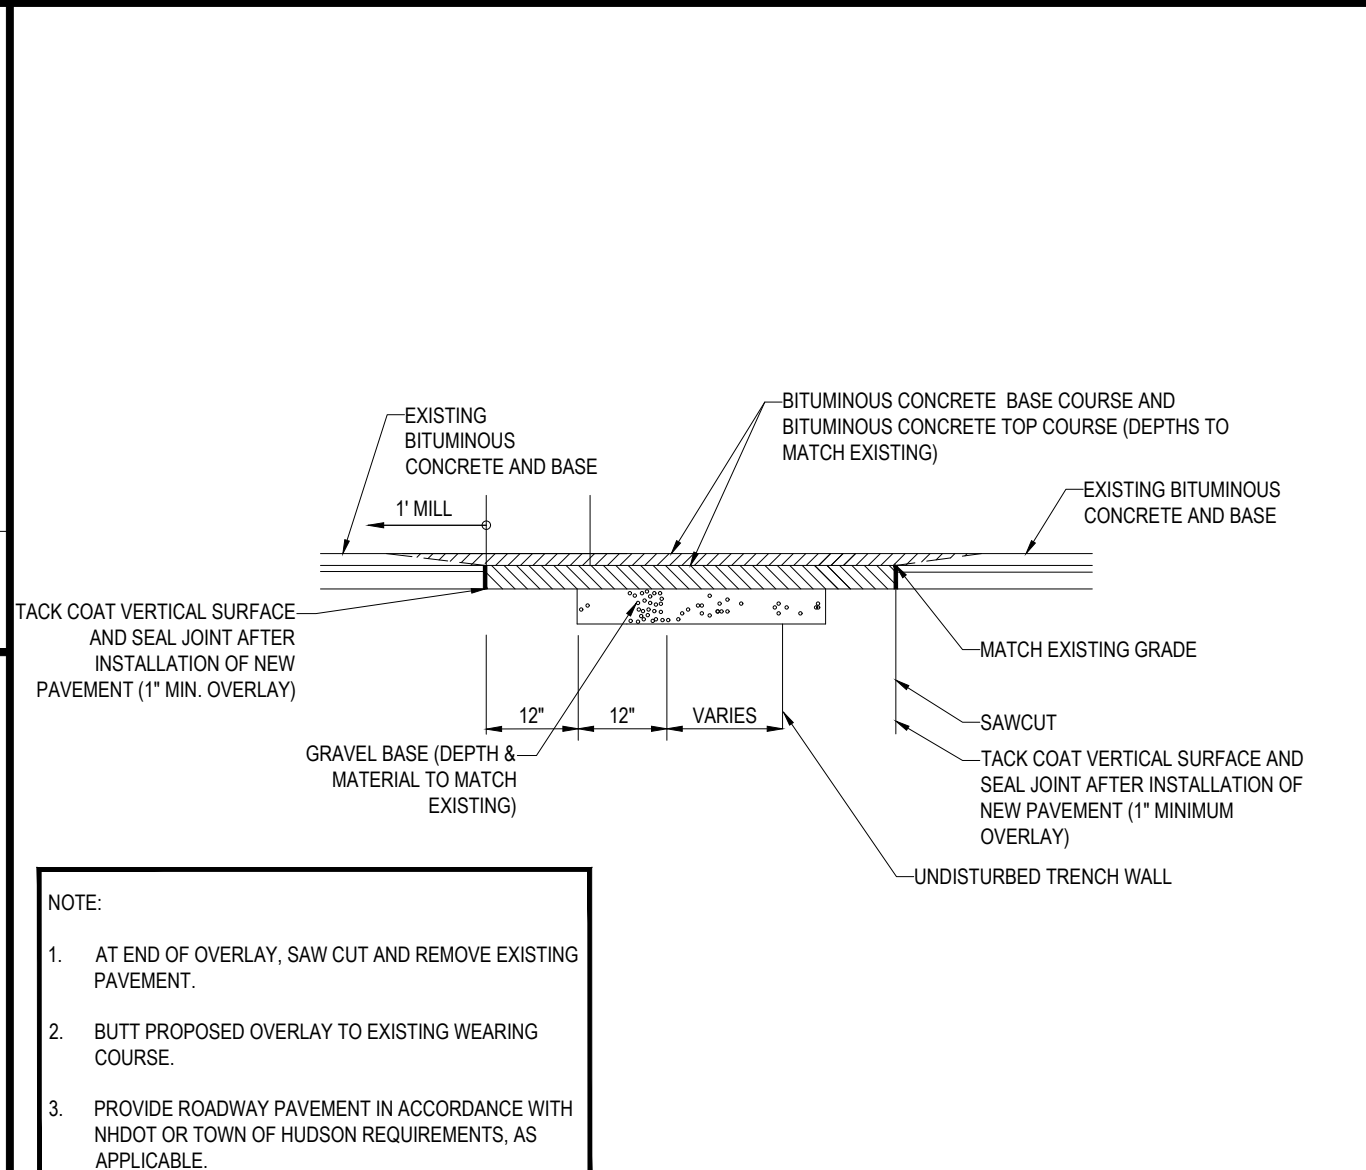 BITUMINOUS CONCRETE  BASE COURSE AND
BITUMINOUS CONCRETE TOP COURSE (DEPTHS TO
MATCH EXISTING)
EXISTING
BITUMINOUS
CONCRETE AND BASE
EXISTING BITUMINOUS
CONCRETE AND BASE
1' MILL
TACK COAT VERTICAL SURFACE
AND SEAL JOINT AFTER
INSTALLATION OF NEW
PAVEMENT (1" MIN. OVERLAY)
MATCH EXISTING GRADE
12"
12"
VARIES
SAWCUT
GRAVEL BASE (DEPTH &
MATERIAL TO MATCH
EXISTING)
TACK COAT VERTICAL SURFACE AND
SEAL JOINT AFTER INSTALLATION OF
NEW PAVEMENT (1" MINIMUM
OVERLAY)
UNDISTURBED TRENCH WALL
NOTE:
1. AT END OF OVERLAY, SAW CUT AND REMOVE EXISTING
PAVEMENT.
2. BUTT PROPOSED OVERLAY TO EXISTING WEARING
COURSE.
3. PROVIDE ROADWAY PAVEMENT IN ACCORDANCE WITH
NHDOT OR TOWN OF HUDSON REQUIREMENTS, AS
APPLICABLE.